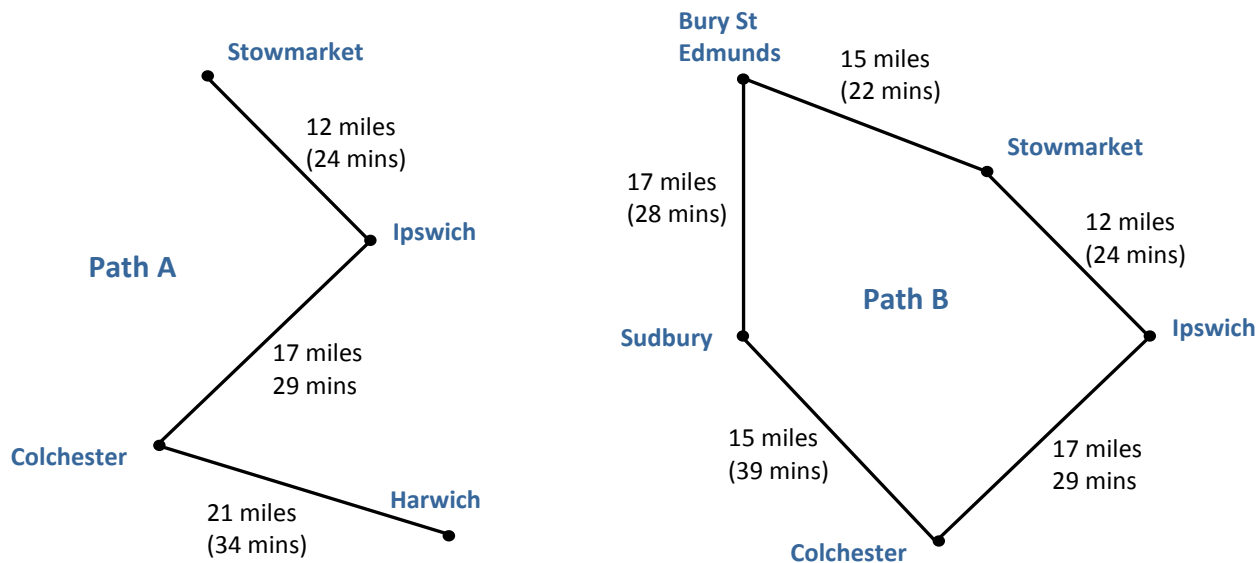 Stowmarket
12 miles
(24 mins)
Ipswich
Path A
17 miles
29 mins
Colchester
Harwich
21 miles
(34 mins)
Bury St
Edmunds
15 miles
(22 mins)
Stowmarket
17 miles
(28 mins)
12 miles
(24 mins)
Path B
Sudbury
Ipswich
15 miles
(39 mins)
17 miles
29 mins
Colchester